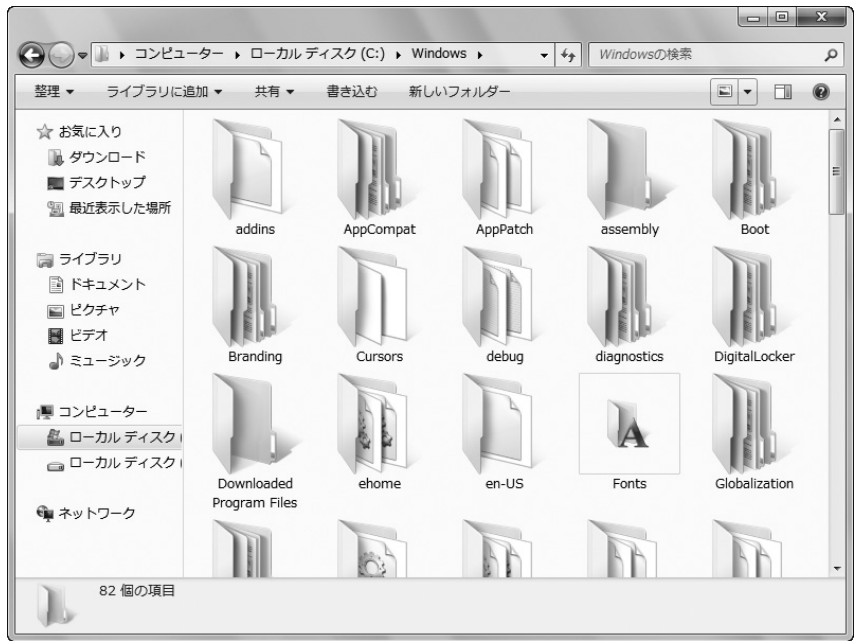 コンピューター ローカル ディスク (C:) Windows
Windowsの検索
整理 ライブラリに追加 共有 書き込む 新しいフォルダー
お気に入り
ダウンロード
デスクトップ
最近表示した場所
ライブラリ
ドキュメント
ピクチャ
ビデオ
ミュージック
コンピューター
ローカル ディスク (
ローカル ディスク (
ネットワーク
addins AppCompat AppPatch assembly Boot
Branding Cursors debug diagnostics DigitalLocker
Downloaded
Program Files
ehome en-US Fonts Globalization
82 個の項目